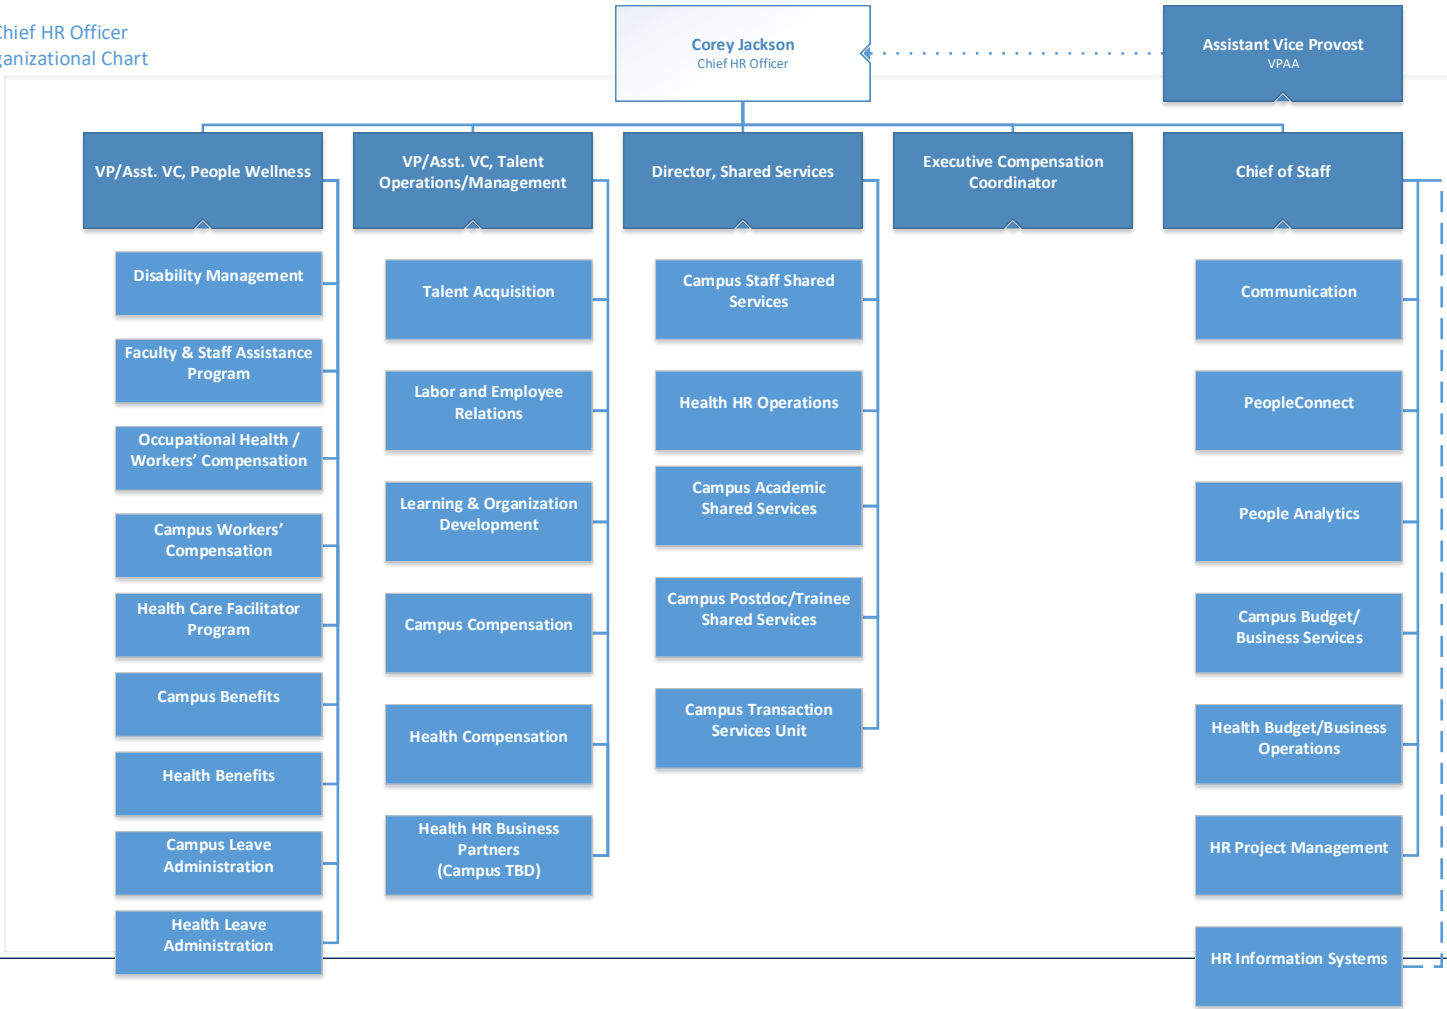 Chief HR Officer
ganizational Chart
Corey Jackson
Chief HR Officer
Assistant Vice Provost
VPAA
VP/Asst. VC, People Wellness
VP/Asst. VC, Talent
Operations/Management
Director, Shared Services
Executive Compensation
Coordinator
Chief of Staff
Disability Management
Faculty & Staff Assistance
Program
Occupational Health /
Workers’ Compensation
Campus Workers’
Compensation
Health Care Facilitator
Program
Campus Benefits
Health Benefits
Campus Leave
Administration
Health Leave
Administration
Talent Acquisition
Labor and Employee
Relations
Learning & Organization
Development
Campus Compensation
Health Compensation
Health HR Business
Partners
(Campus TBD)
Campus Staff Shared
Services
Health HR Operations
Campus Academic
Shared Services
Campus Postdoc/Trainee
Shared Services
Campus Transaction
Services Unit
Communication
PeopleConnect
People Analytics
Campus Budget/
Business Services
Health Budget/Business
Operations
HR Project Management
HR Information Systems